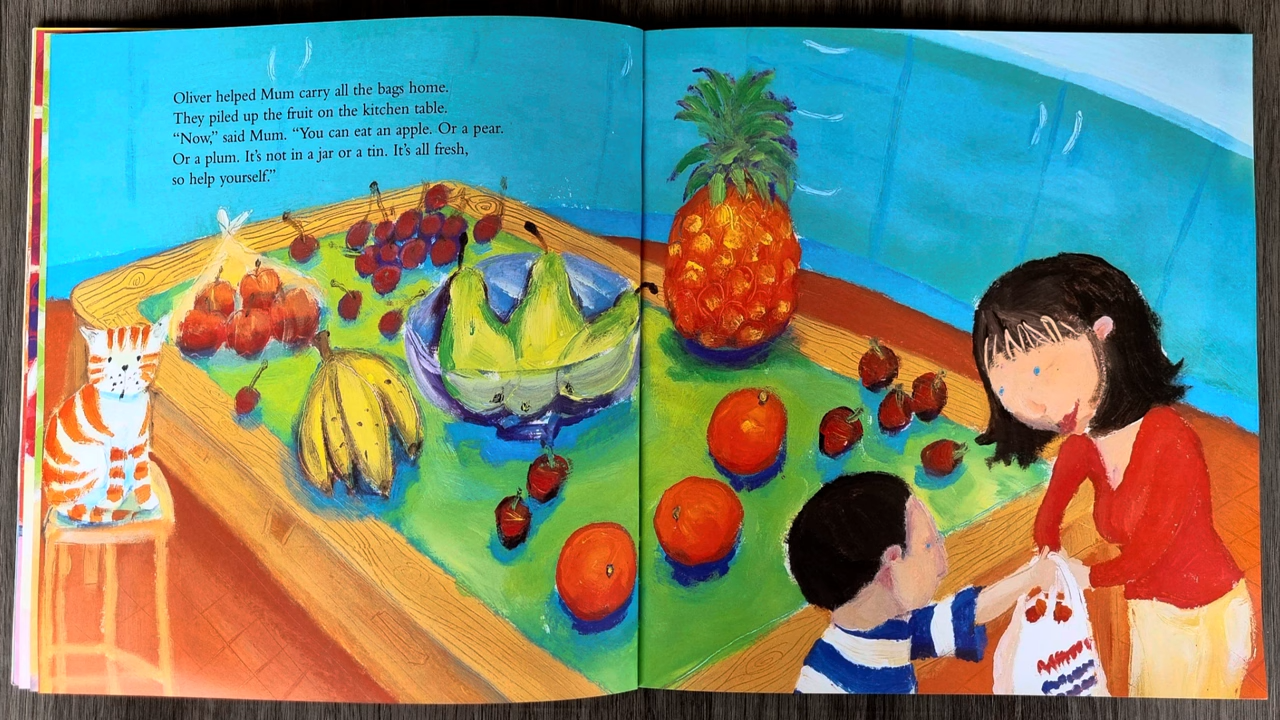 Oliver helped Mum carry all the bags home.
They piled up the fruit on the kitchen table.
“Now,” said Mum. “You can eat an apple. Or a pear.
Or a plum. It’s not in a jar or a tin. It’s all fresh,
so help yourself.”